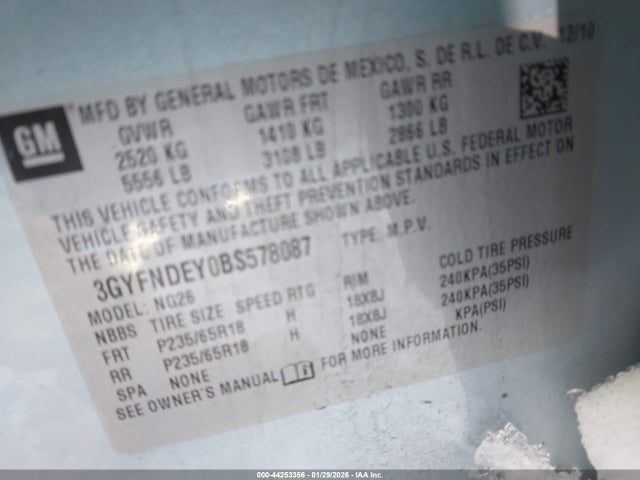 GM
MFD BY GENERAL MOTORS DE MEXICO, S. DE R.L. DE C.V. 12/10
GVWR GAWR FRT GAWR RR
2520 KG 1410 KG 1300 KG
5556 LB 3108 LB 2866 LB
THIS VEHICLE CONFORMS TO ALL APPLICABLE U.S. FEDERAL MOTOR
VEHICLE SAFETY AND THEFT PREVENTION STANDARDS IN EFFECT ON
THE DATE OF MANUFACTURE SHOWN ABOVE.
3GYFNDEY0BS578087 TYPE: M.P.V.
MODEL: NG26
NBBS TIRE SIZE SPEED RTG RIM COLD TIRE PRESSURE
FRT P235/65R18 H 18X8J 240KPA(35PSI)
RR P235/65R18 H 18X8J 240KPA(35PSI)
SPA NONE NONE KPA(PSI)
SEE OWNER'S MANUAL FOR MORE INFORMATION.
000-44253356 - 01/29/2026 - IAA Inc.